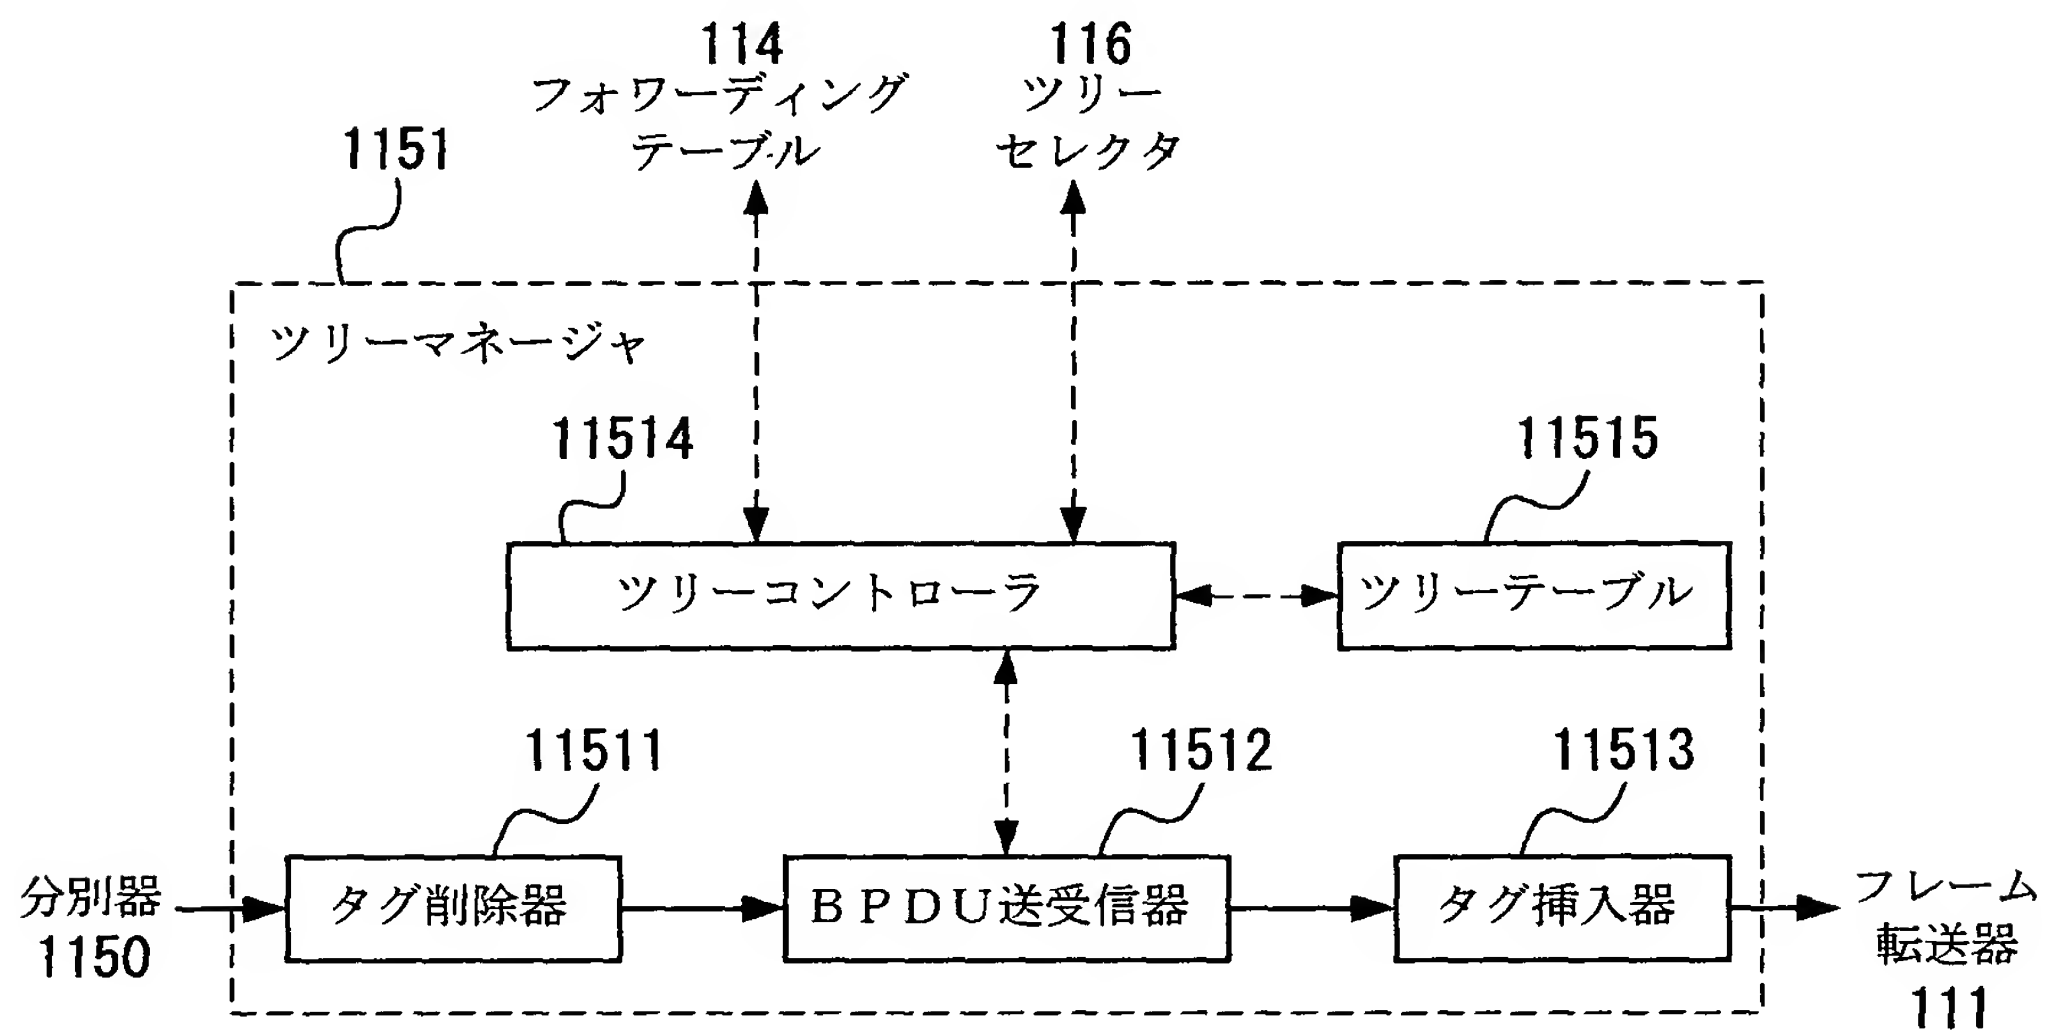 114
フォワーディング
テーブル
116
ツリー
セレクタ
1151
ツリーマネージャ
11514
11515
ツリーコントローラ
ツリーテーブル
11511
11512
11513
分別器
1150
タグ削除器
BPDU送受信器
タグ挿入器
フレーム
転送器
111